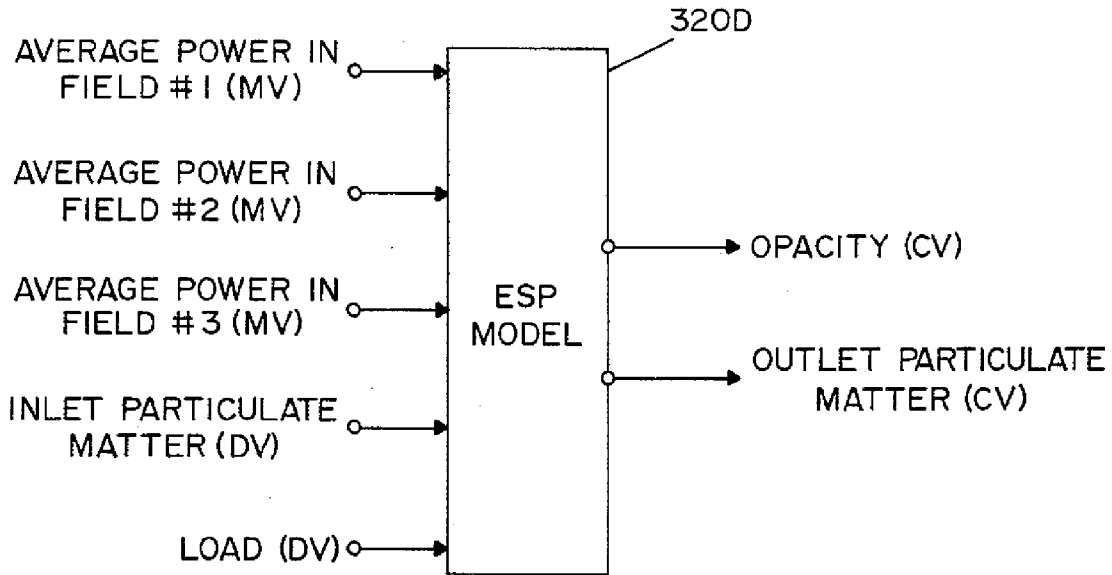 320D
AVERAGE POWER IN
FIELD #1 (MV)
AVERAGE POWER IN
FIELD #2 (MV)
AVERAGE POWER IN
FIELD #3 (MV)
INLET PARTICULATE
MATTER (DV)
LOAD (DV)
ESP
MODEL
OPACITY (CV)
OUTLET PARTICULATE
MATTER (CV)